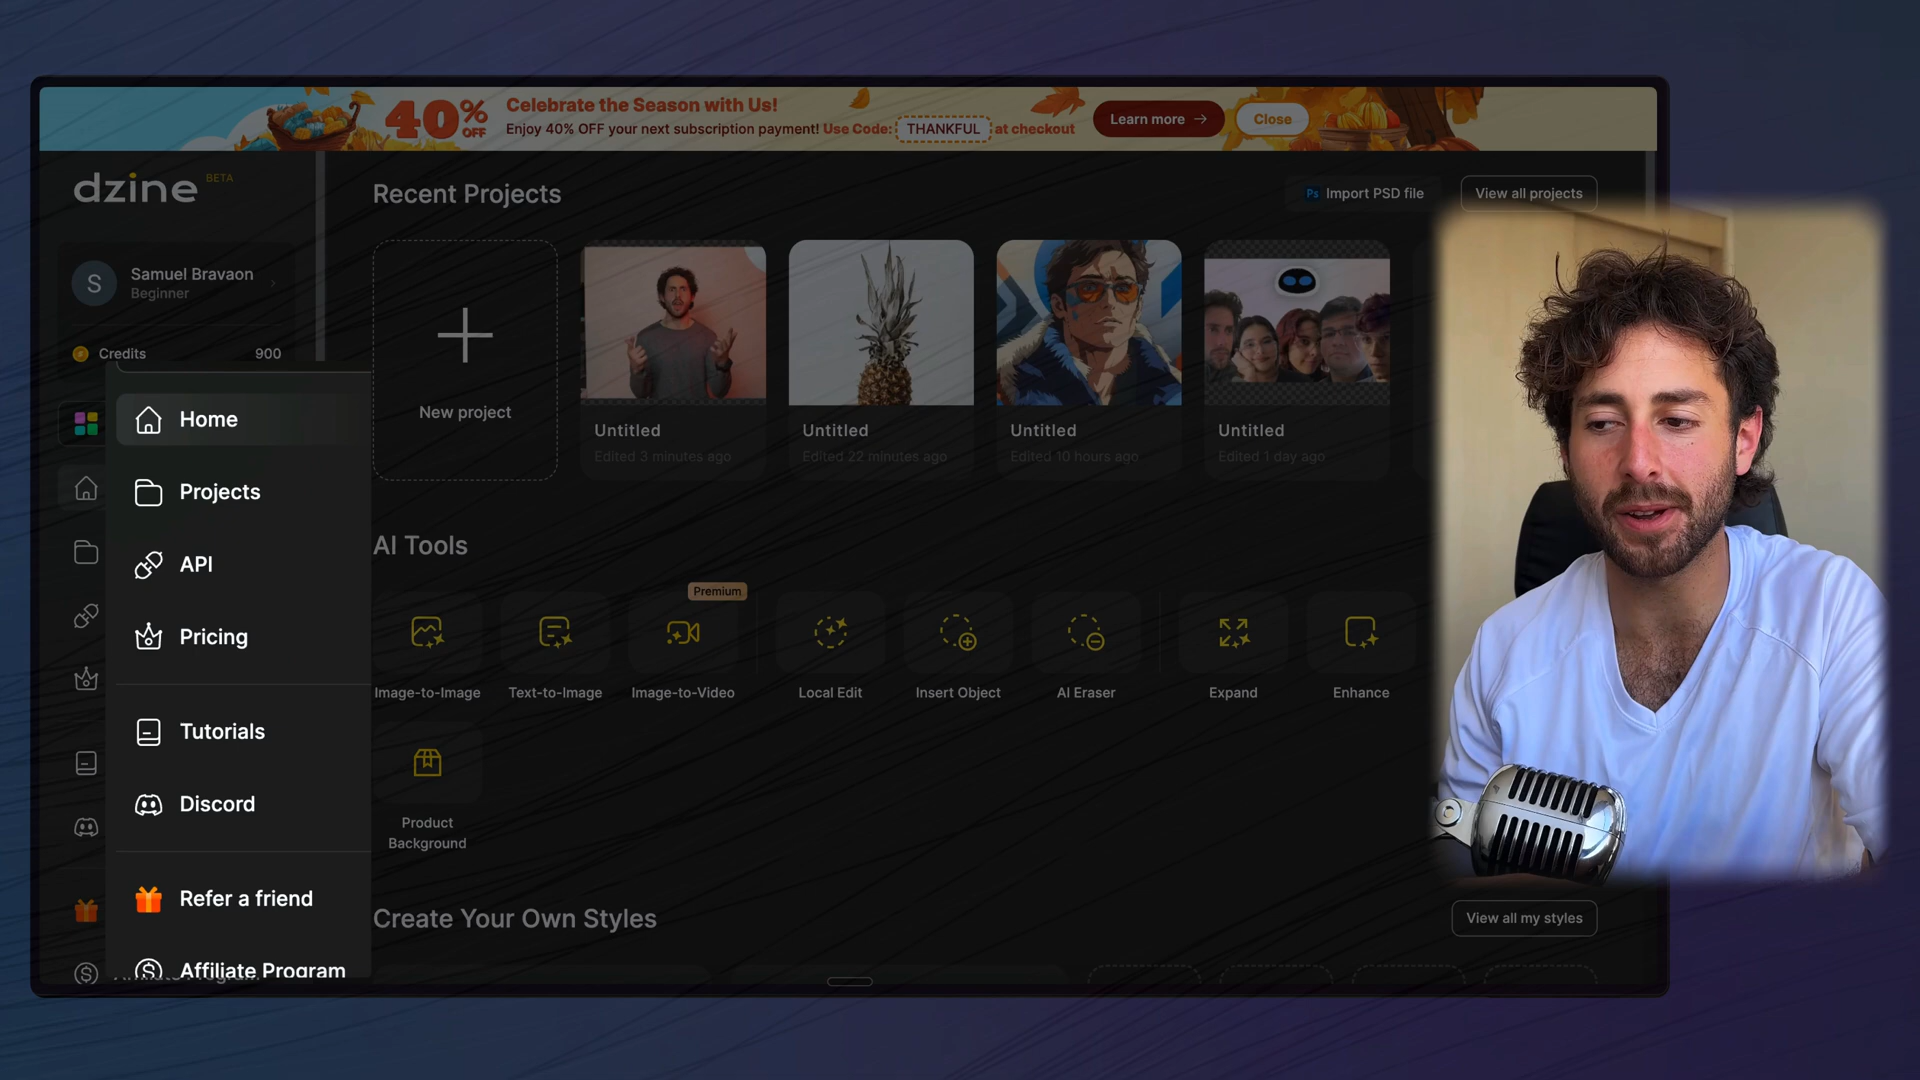 40% OFF
Celebrate the Season with Us!
Enjoy 40% OFF your next subscription payment! Use Code: THANKFUL at checkout
Learn more →
Close
dzine BETA
Recent Projects
Ps Import PSD file
View all projects
S
Samuel Bravaon
Beginner
Credits 900
New project
Untitled
Edited 3 minutes ago
Untitled
Edited 22 minutes ago
Untitled
Edited 10 hours ago
Untitled
Edited 1 day ago
Home
Projects
API
Pricing
Tutorials
Discord
Refer a friend
Affiliate Program
AI Tools
Premium
Image-to-Image
Text-to-Image
Image-to-Video
Local Edit
Insert Object
AI Eraser
Expand
Enhance
Product
Background
Create Your Own Styles
View all my styles